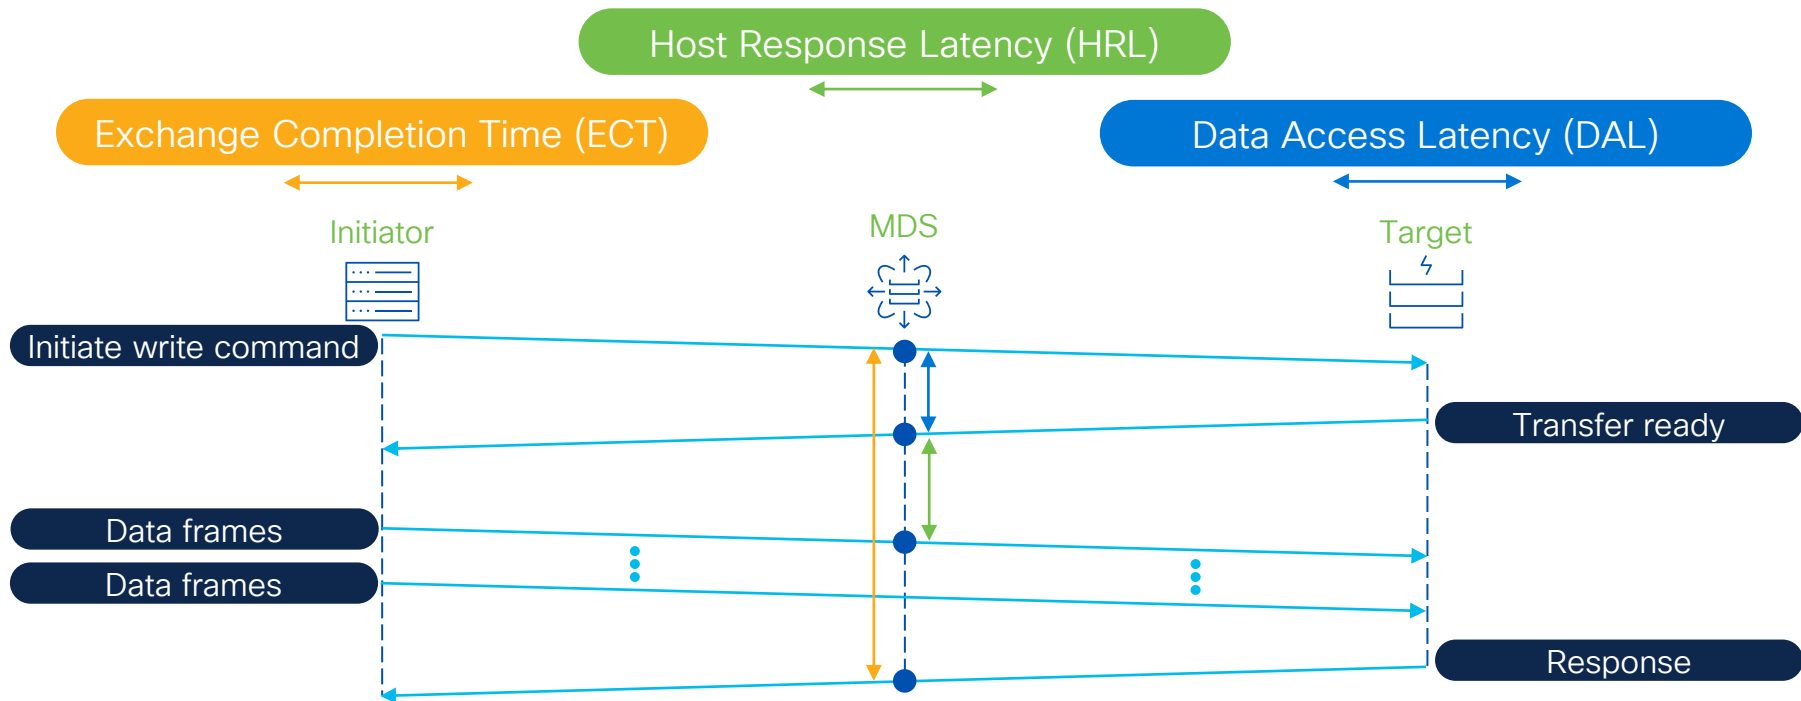 Host Response Latency (HRL)
Exchange Completion Time (ECT)
Data Access Latency (DAL)
Initiator
MDS
Target
Initiate write command
Transfer ready
Data frames
Data frames
Response